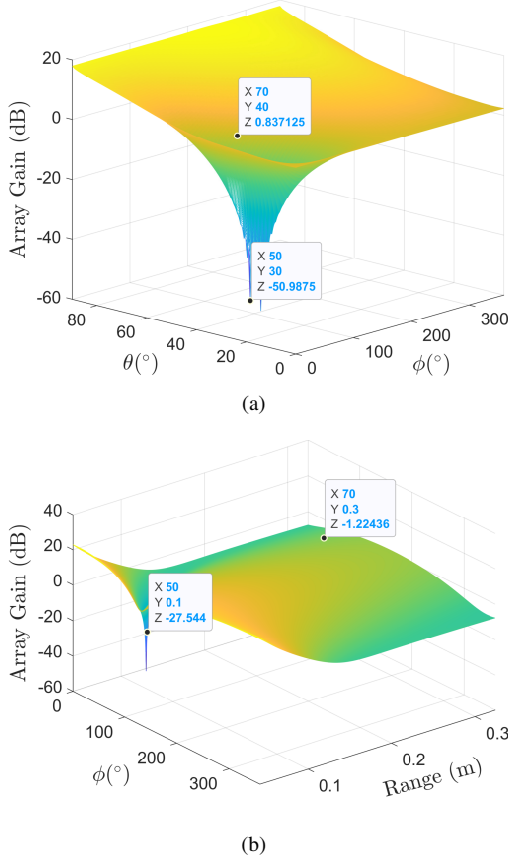 20
0
-20
-40
-60
Array Gain (dB)
X 70
Y 40
Z 0.837125
X 50
Y 30
Z -50.9875
80
60
40
20
0
θ(°)
0
100
200
300
ϕ(°)
(a)
40
20
0
-20
-40
-60
Array Gain (dB)
X 70
Y 0.3
Z -1.22436
X 50
Y 0.1
Z -27.544
0
100
200
300
ϕ(°)
0.1
0.2
0.3
Range (m)
(b)